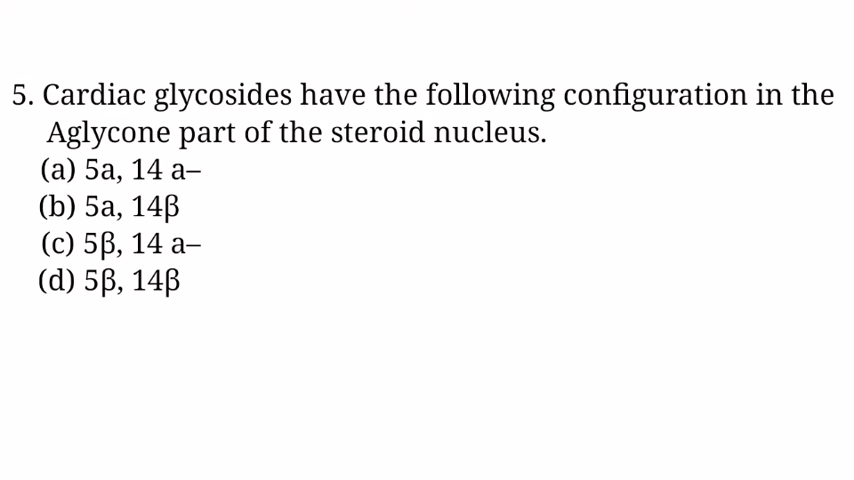 5. Cardiac glycosides have the following configuration in the
Aglycone part of the steroid nucleus.
(a) 5a, 14 a–
(b) 5a, 14β
(c) 5β, 14 a–
(d) 5β, 14β